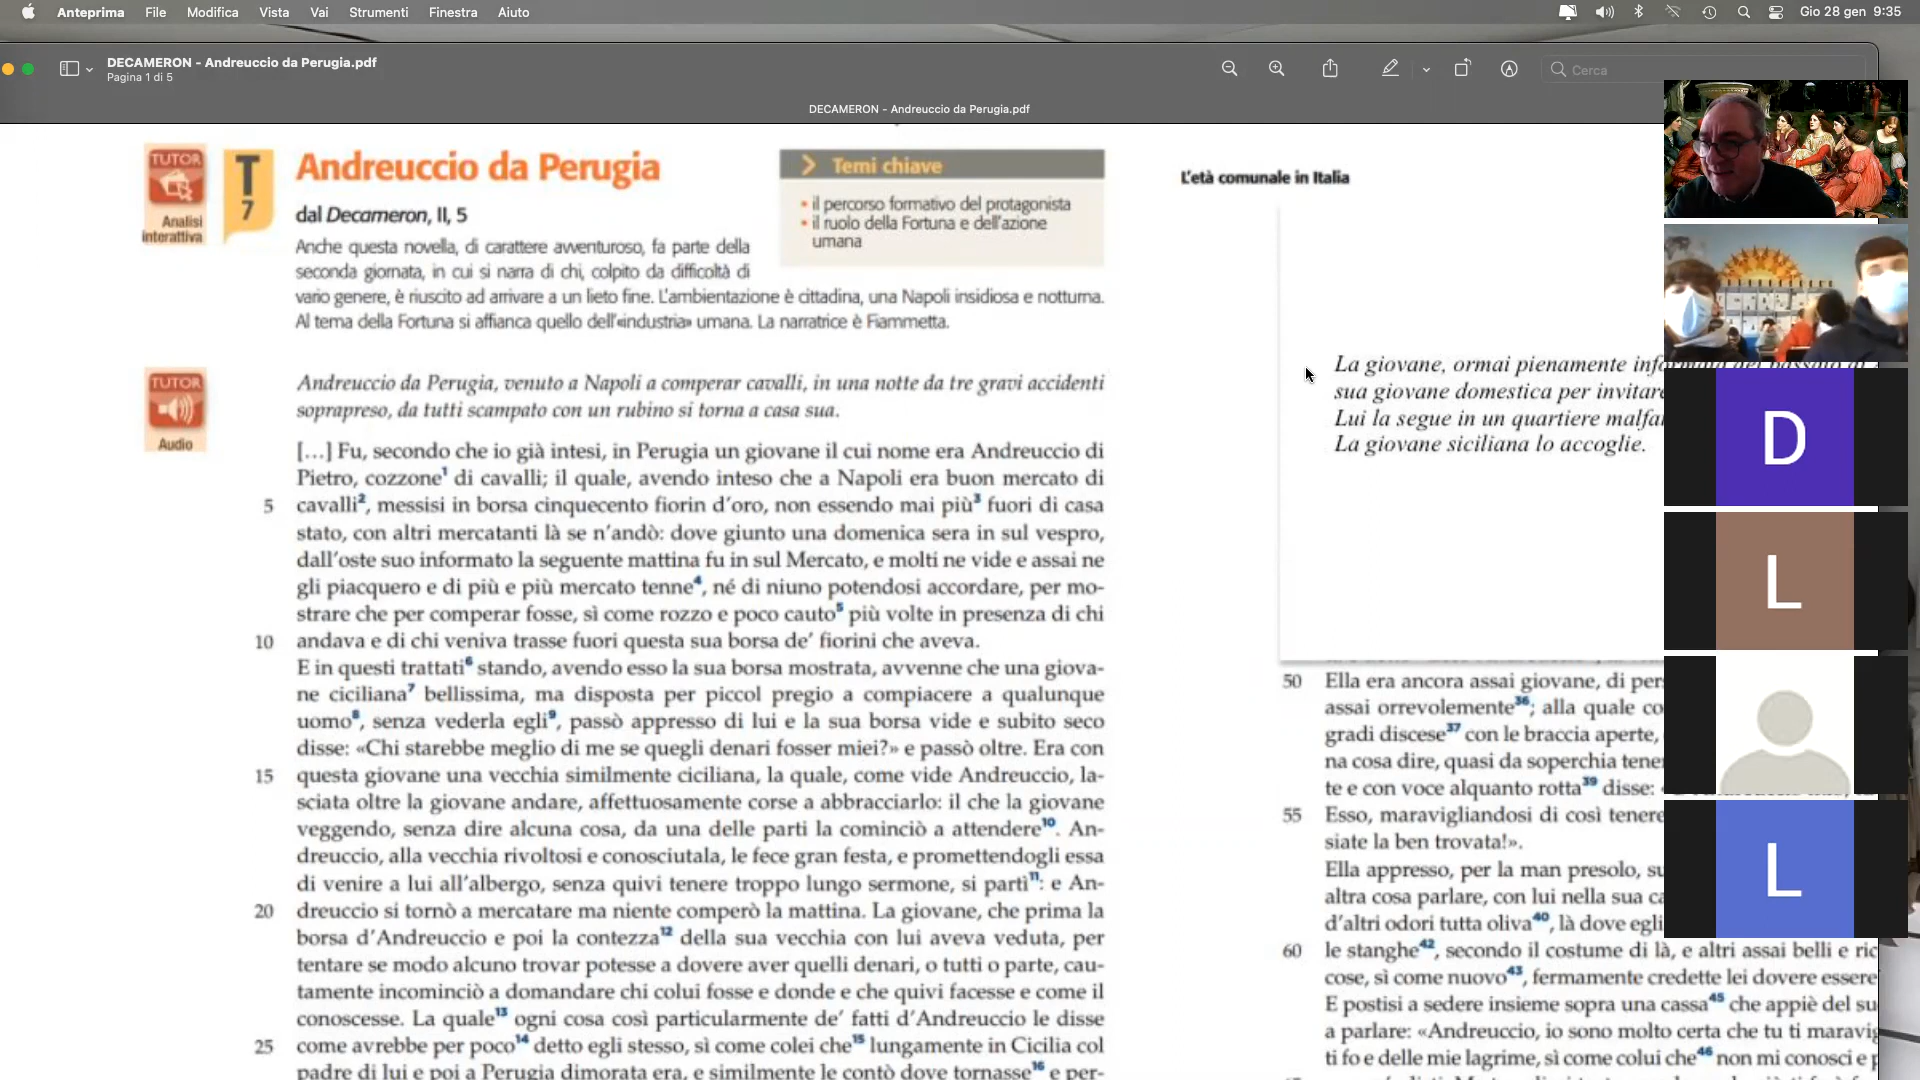 Anteprima File Modifica Vista Vai Strumenti Finestra Aiuto
Gio 28 gen 9:35
DECAMERON - Andreuccio da Perugia.pdf
Pagina 1 di 5
Cerca
DECAMERON - Andreuccio da Perugia.pdf
TUTOR
Analisi
interattiva
T
7
Andreuccio da Perugia
dal Decameron, II, 5
Temi chiave
• il percorso formativo del protagonista
• il ruolo della Fortuna e dell'azione
umana
Anche questa novella, di carattere avventuroso, fa parte della
seconda giornata, in cui si narra di chi, colpito da difficoltà di
vario genere, è riuscito ad arrivare a un lieto fine. L'ambientazione è cittadina, una Napoli insidiosa e notturna.
Al tema della Fortuna si affianca quello dell'«industria» umana. La narratrice è Fiammetta.
TUTOR
Audio
Andreuccio da Perugia, venuto a Napoli a comperar cavalli, in una notte da tre gravi accidenti
soprapreso, da tutti scampato con un rubino si torna a casa sua.
[…] Fu, secondo che io già intesi, in Perugia un giovane il cui nome era Andreuccio di
Pietro, cozzone1 di cavalli; il quale, avendo inteso che a Napoli era buon mercato di
5 cavalli2, messisi in borsa cinquecento fiorin d'oro, non essendo mai più3 fuori di casa
stato, con altri mercatanti là se n'andò: dove giunto una domenica sera in sul vespro,
dall'oste suo informato la seguente mattina fu in sul Mercato, e molti ne vide e assai ne
gli piacquero e di più e più mercato tenne4, né di niuno potendosi accordare, per mo-
strare che per comperar fosse, sì come rozzo e poco cauto5 più volte in presenza di chi
10 andava e di chi veniva trasse fuori questa sua borsa de' fiorini che aveva.
E in questi trattati6 stando, avendo esso la sua borsa mostrata, avvenne che una giova-
ne ciciliana7 bellissima, ma disposta per piccol pregio a compiacere a qualunque
uomo8, senza vederla egli9, passò appresso di lui e la sua borsa vide e subito seco
disse: «Chi starebbe meglio di me se quegli denari fosser miei?» e passò oltre. Era con
15 questa giovane una vecchia similmente ciciliana, la quale, come vide Andreuccio, la-
sciata oltre la giovane andare, affettuosamente corse a abbracciarlo: il che la giovane
veggendo, senza dire alcuna cosa, da una delle parti la cominciò a attendere10. An-
dreuccio, alla vecchia rivoltosi e conosciutala, le fece gran festa, e promettendogli essa
di venire a lui all'albergo, senza quivi tenere troppo lungo sermone, si partì11: e An-
20 dreuccio si tornò a mercatare ma niente comperò la mattina. La giovane, che prima la
borsa d'Andreuccio e poi la contezza12 della sua vecchia con lui aveva veduta, per
tentare se modo alcuno trovar potesse a dovere aver quelli denari, o tutti o parte, cau-
tamente incominciò a domandare chi colui fosse e donde e che quivi facesse e come il
conoscesse. La quale13 ogni cosa così particularmente de' fatti d'Andreuccio le disse
25 come avrebbe per poco14 detto egli stesso, sì come colei che15 lungamente in Cicilia col
padre di lui e poi a Perugia dimorata era, e similmente le contò dove tornasse16 e per-
L'età comunale in Italia
La giovane, ormai pienamente
sua giovane domestica per invitare
Lui la segue in un quartiere
La giovane siciliana lo accoglie.
50 Ella era ancora assai giovane, di
assai orrevolemente36; alla quale
gradi discese37 con le braccia aperte,
na cosa dire, quasi da soperchia
te e con voce alquanto rotta39 disse:
55 Esso, maravigliandosi di così tenere
siate la ben trovata!».
Ella appresso, per la man presolo,
altra cosa parlare, con lui nella sua
d'altri odori tutta oliva40, là dove
60 le stanghe42, secondo il costume di là, e altri assai belli e
cose, sì come nuovo43, fermamente credette lei dovere essere
E postisi a sedere insieme sopra una cassa45 che appiè del
a parlare: «Andreuccio, io sono molto certa che tu ti
ti fo e delle mie lagrime, sì come colui che46 non mi conosci e
D
L
L